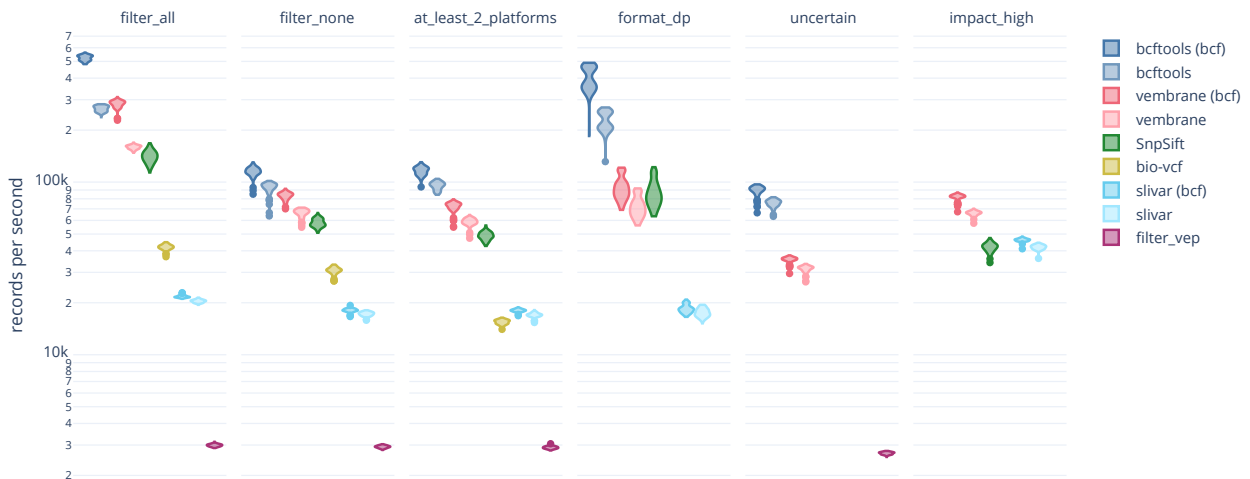 filter_all filter_none at_least_2_platforms format_dp uncertain impact_high
7
6
5
4
3
2
100k
9
8
7
6
5
4
3
2
10k
9
8
7
6
5
4
3
2
records per second
bcftools (bcf)
bcftools
vembrane (bcf)
vembrane
SnpSift
bio-vcf
slivar (bcf)
slivar
filter_vep